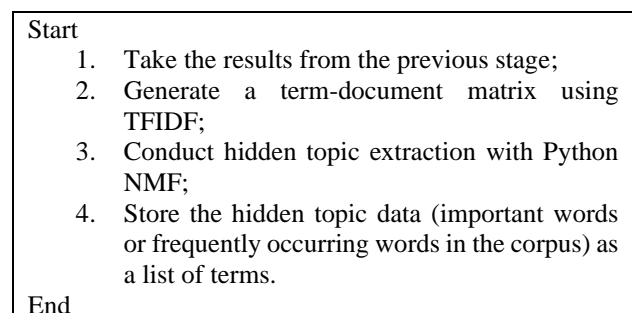 Start
1. Take the results from the previous stage;
2. Generate a term-document matrix using
TFIDF;
3. Conduct hidden topic extraction with Python
NMF;
4. Store the hidden topic data (important words
or frequently occurring words in the corpus) as
a list of terms.
End